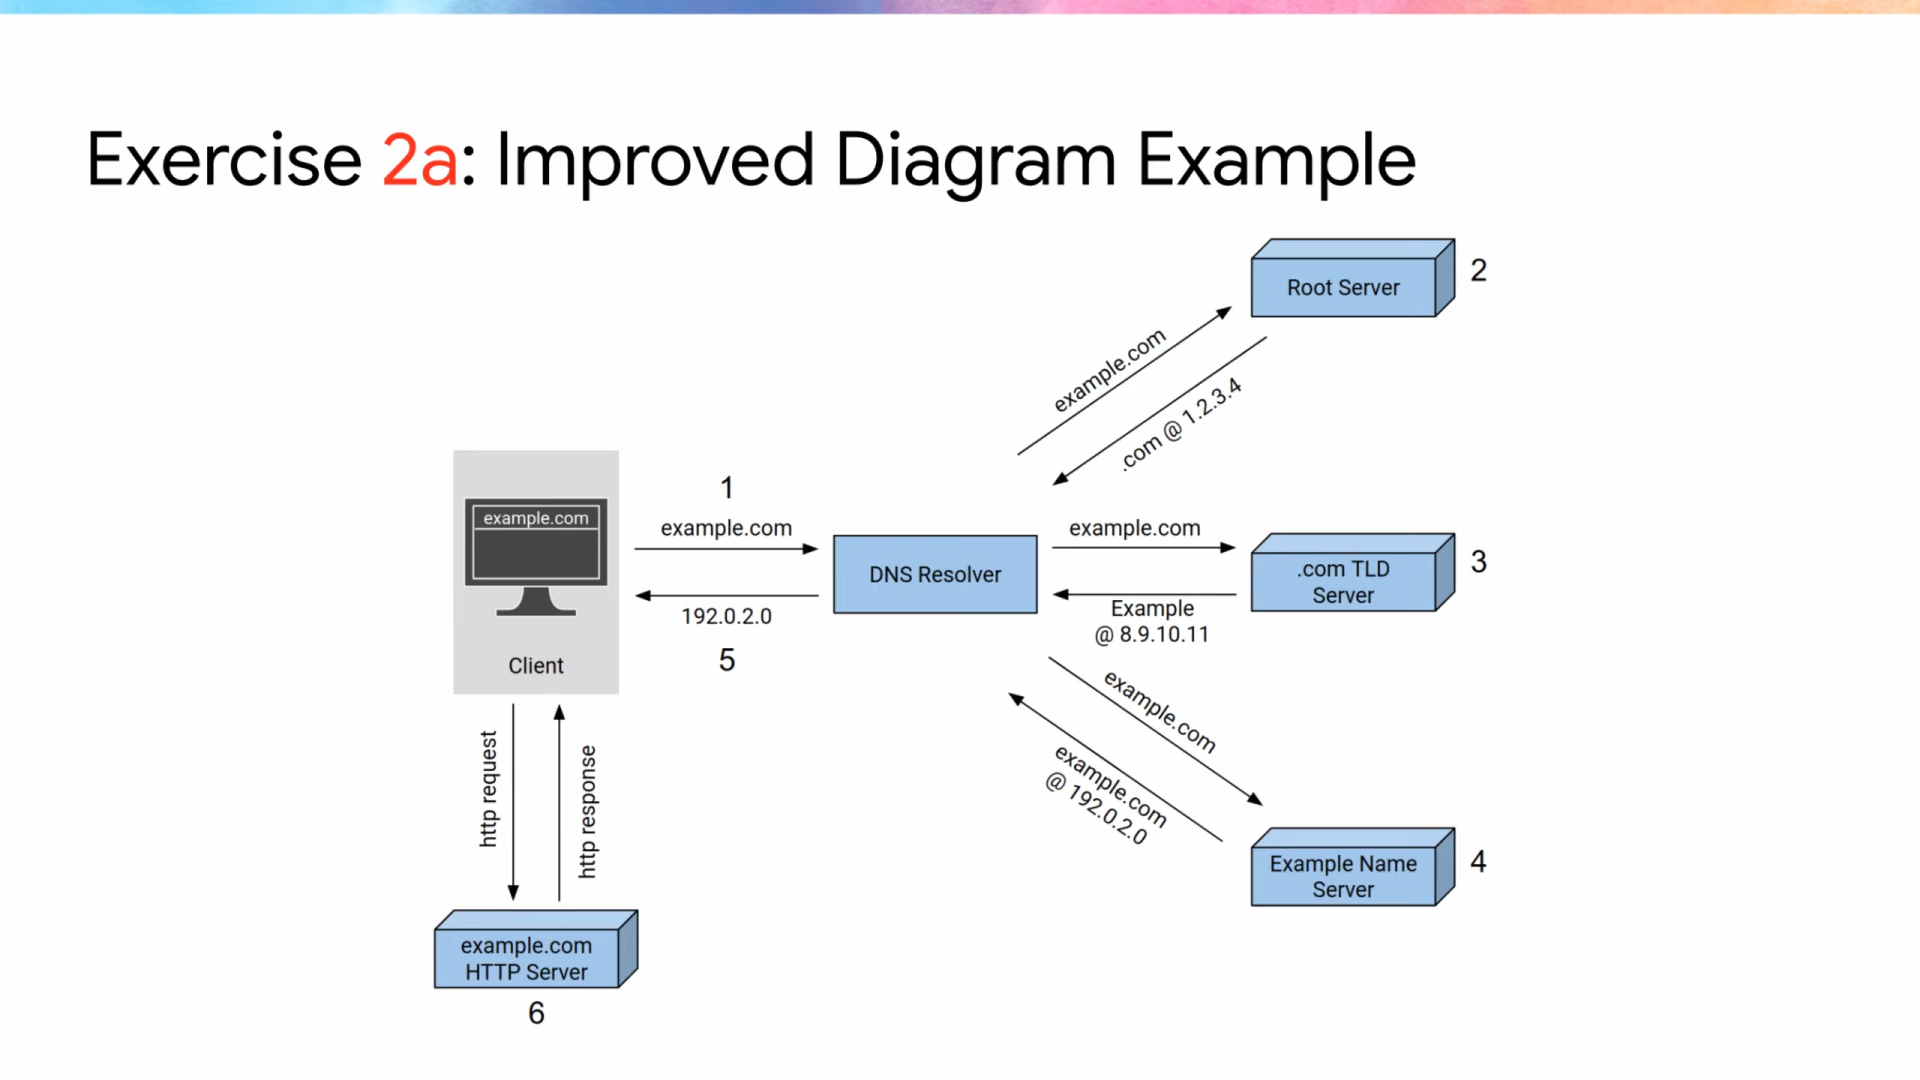 Exercise 2a: Improved Diagram Example
Root Server
2
example.com
.com @ 1.2.3.4
example.com
Client
1
example.com
192.0.2.0
5
DNS Resolver
example.com
Example
@ 8.9.10.11
.com TLD
Server
3
example.com
example.com
@ 192.0.2.0
Example Name
Server
4
http request
http response
example.com
HTTP Server
6